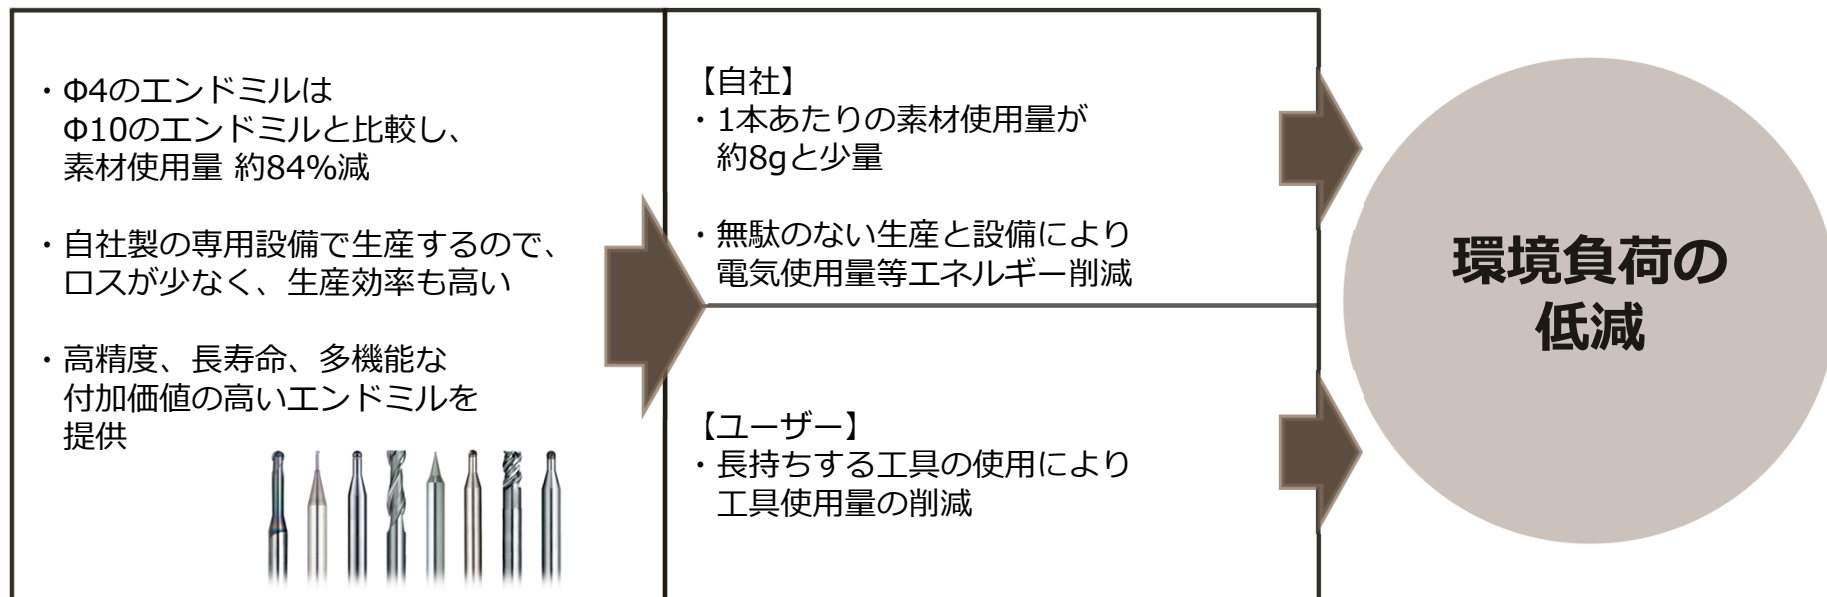 ・Φ4のエンドミルは
Φ10のエンドミルと比較し、
素材使用量 約84%減
・自社製の専用設備で生産するので、
ロスが少なく、生産効率も高い
・高精度、長寿命、多機能な
付加価値の高いエンドミルを
提供
【自社】
・1本あたりの素材使用量が
約8gと少量
・無駄のない生産と設備により
電気使用量等エネルギー削減
【ユーザー】
・長持ちする工具の使用により
工具使用量の削減
環境負荷の
低減